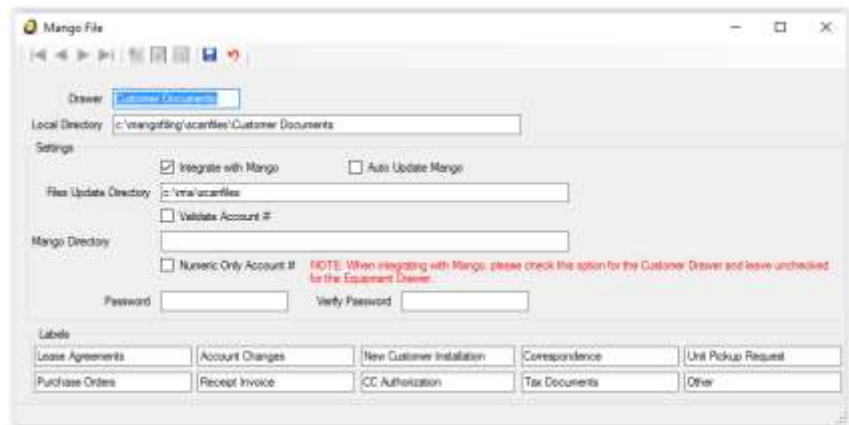 Mango File
Drawer Customer Documents
Local Directory c:\mangofiling\scanfiles\Customer Documents
Settings
Integrate with Mango Auto Update Mango
Files Update Directory c:\rms\scanfiles
Validate Account #
Mango Directory
Numeric Only Account # NOTE: When integrating with Mango, please check this option for the Customer Drawer and leave unchecked
for the Equipment Drawer.
Password Verify Password
Labels
Lease Agreements Account Changes New Customer Installation Correspondence Unit Pickup Request
Purchase Orders Receipt Invoice CC Authorization Tax Documents Other